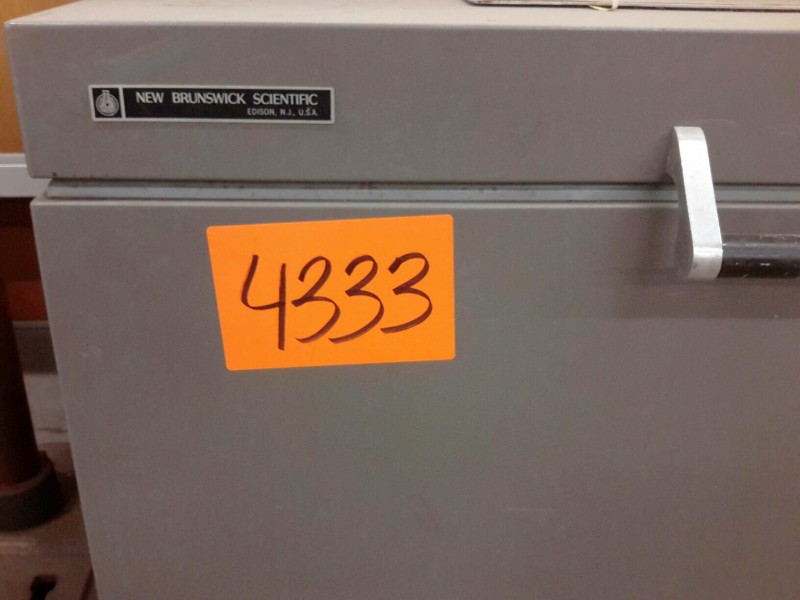 NEW BRUNSWICK SCIENTIFIC
EDISON, N.J., U.S.A.
4333